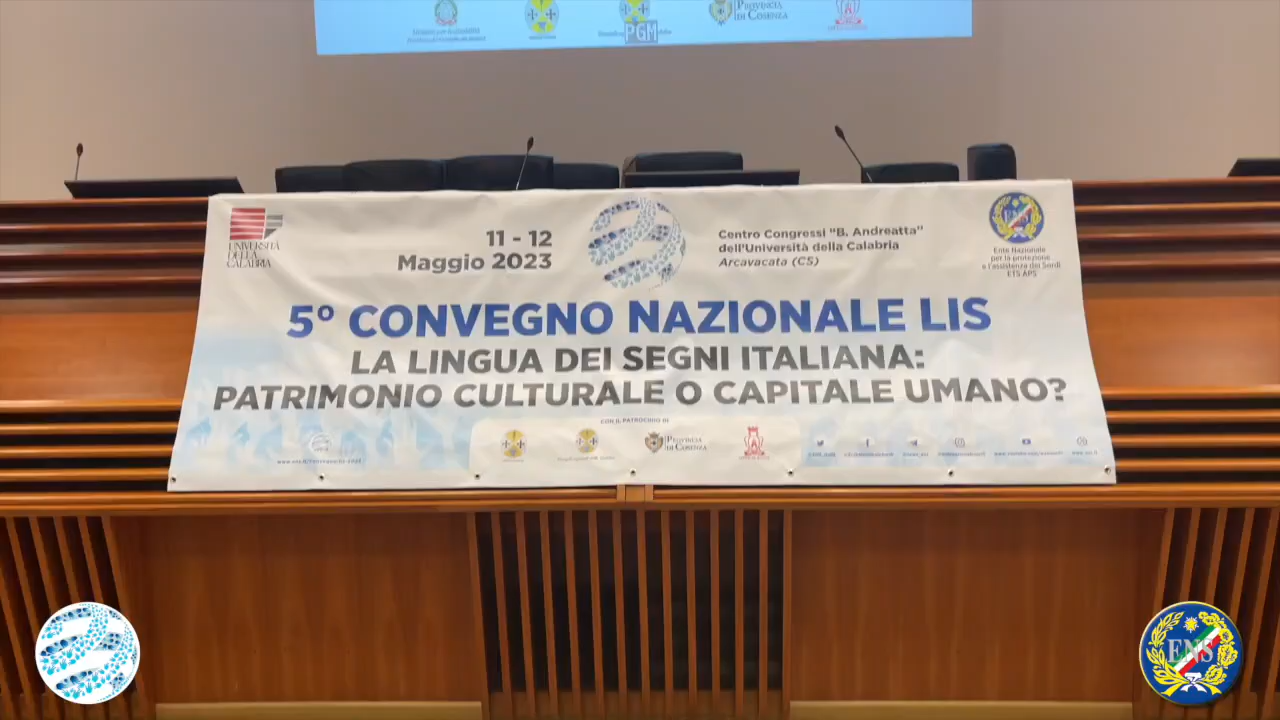 PROVINCIA
DI COSENZA
PGM
UNIVERSITÀ
DELLA
CALABRIA
11 - 12
Maggio 2023
Centro Congressi "B. Andreatta"
dell'Università della Calabria
Arcavacata (CS)
ENS
Ente Nazionale
per la protezione
e l'assistenza dei Sordi
ETS APS
5° CONVEGNO NAZIONALE LIS
LA LINGUA DEI SEGNI ITALIANA:
PATRIMONIO CULTURALE O CAPITALE UMANO?
CON IL PATROCINIO DI
PROVINCIA
DI COSENZA
ENS